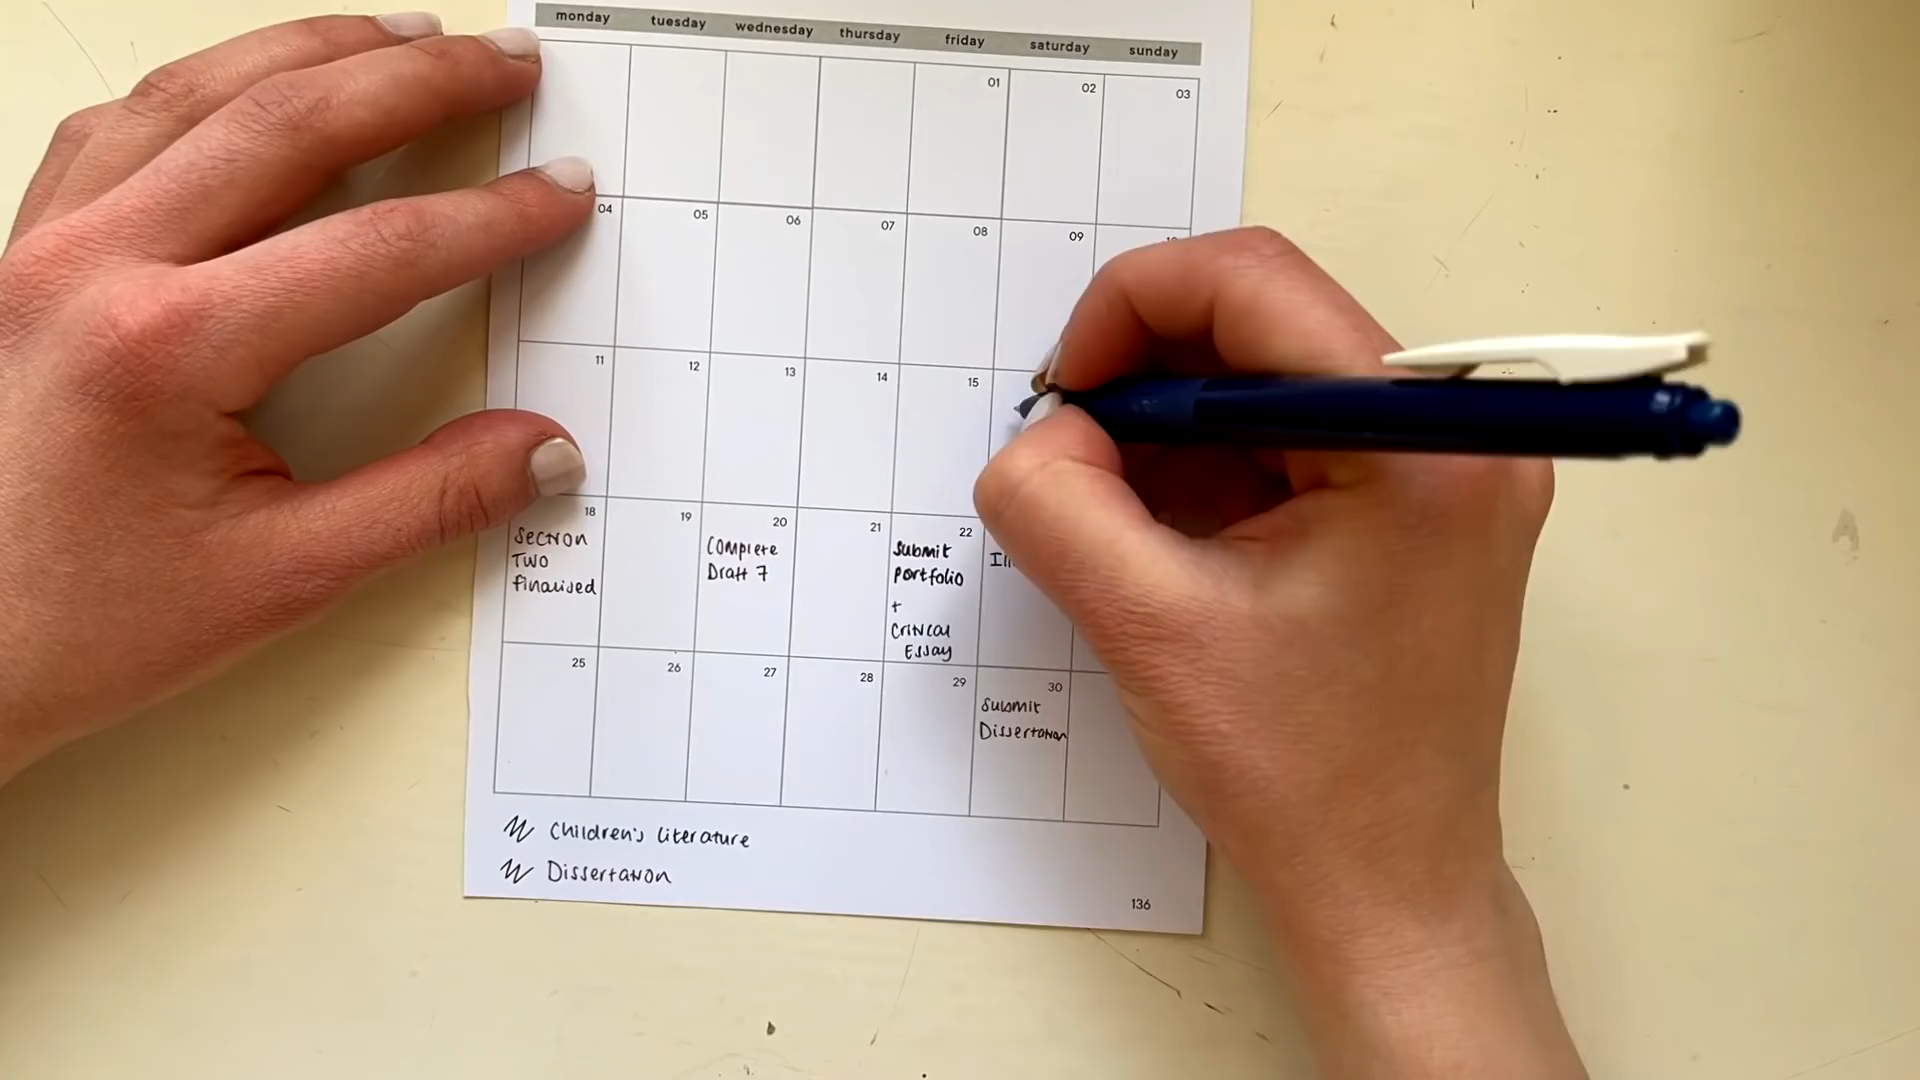 monday tuesday wednesday thursday friday saturday sunday
01 02 03
04 05 06 07 08 09
11 12 13 14 15
18 19 20 21 22
Section
Two
finalised
Complete
Draft 7
Submit
portfolio
+
Critical
Essay
25 26 27 28 29 30
Submit
Dissertation
Children's Literature
Dissertation
136